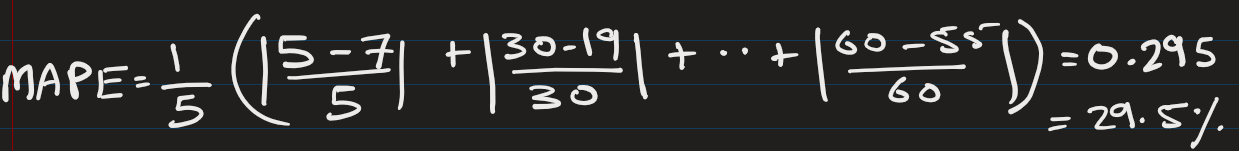 MAPE = 1/5 ( |5-7/5| + |30-19/30| + ·· + |60-55/60| ) = 0.295
= 29.5%